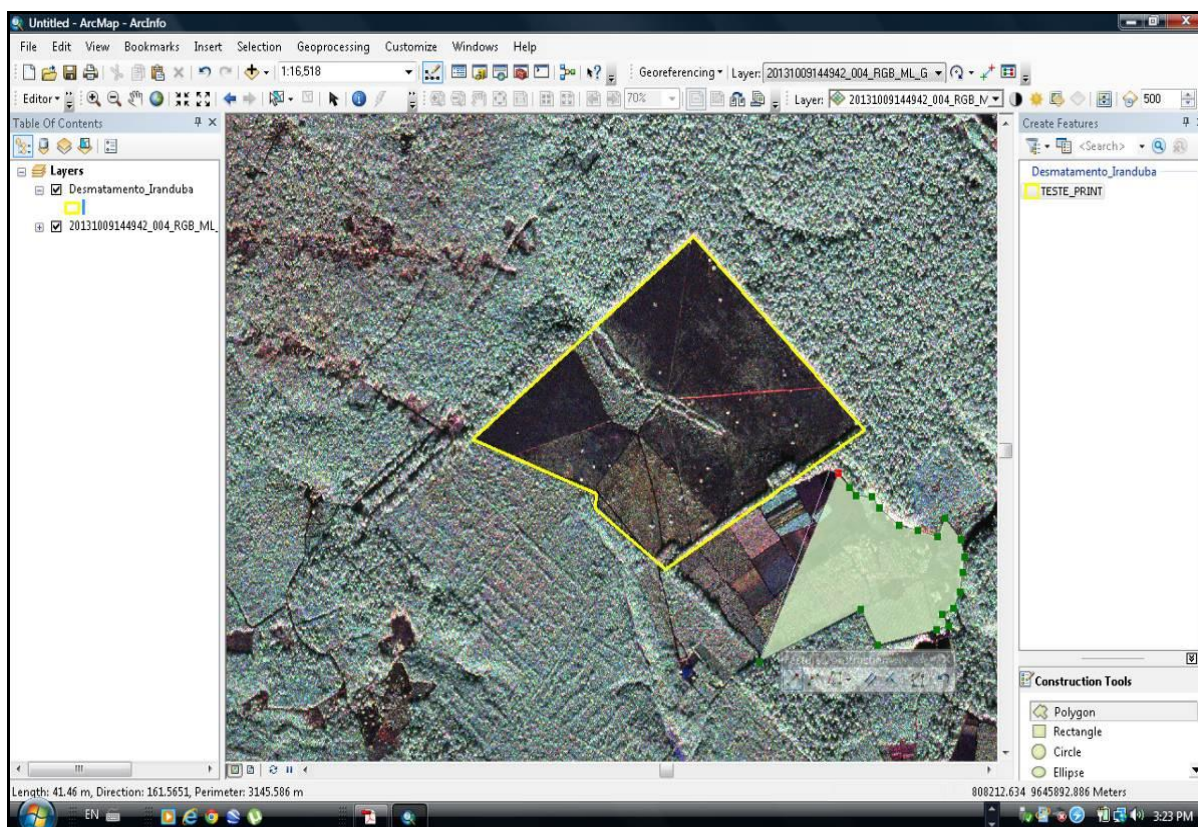 Untitled - ArcMap - ArcInfo
File Edit View Bookmarks Insert Selection Geoprocessing Customize Windows Help
1:16,518
Georeferencing
Layer: 20131009144942_004_RGB_ML_G
Editor
70%
Layer: 20131009144942_004_RGB_M
500
Table Of Contents
Layers
Desmatamento_Iranduba
20131009144942_004_RGB_ML_
Create Features
<Search>
Desmatamento_Iranduba
TESTE_PRINT
Construction Tools
Polygon
Rectangle
Circle
Ellipse
Length: 41.46 m, Direction: 161.5651, Perimeter: 3145.586 m
808212.634 9645892.886 Meters
EN
3:23 PM